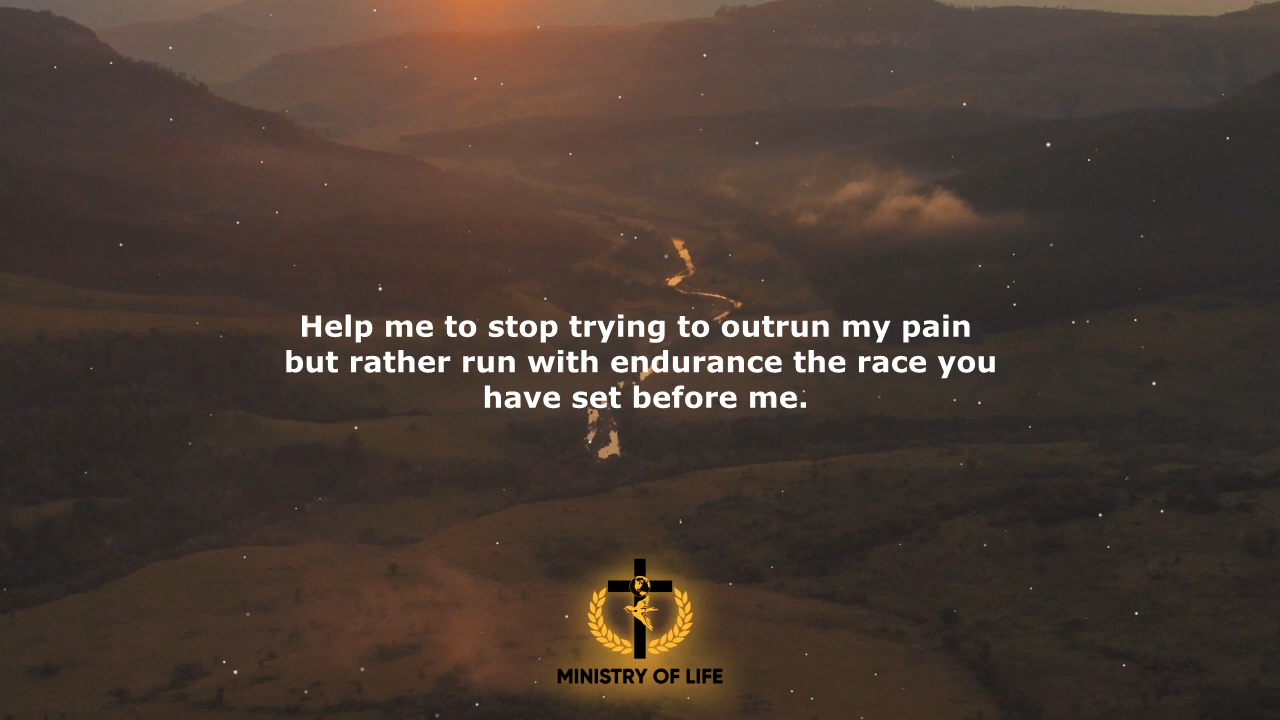 Help me to stop trying to outrun my pain
but rather run with endurance the race you
have set before me.
MINISTRY OF LIFE